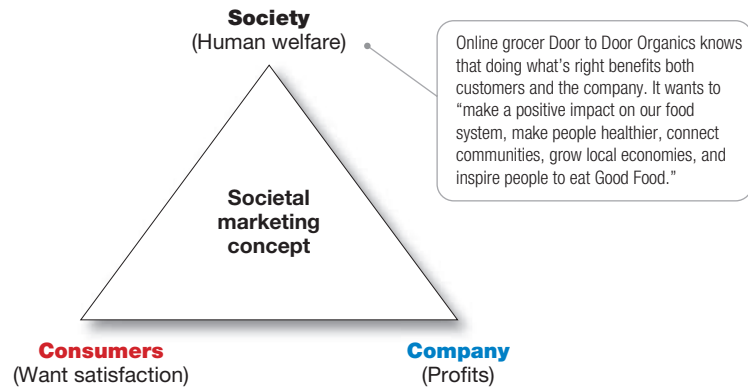 Society
(Human welfare)
Online grocer Door to Door Organics knows
that doing what’s right benefits both
customers and the company. It wants to
“make a positive impact on our food
system, make people healthier, connect
communities, grow local economies, and
inspire people to eat Good Food.”
Societal
marketing
concept
Consumers
(Want satisfaction)
Company
(Profits)